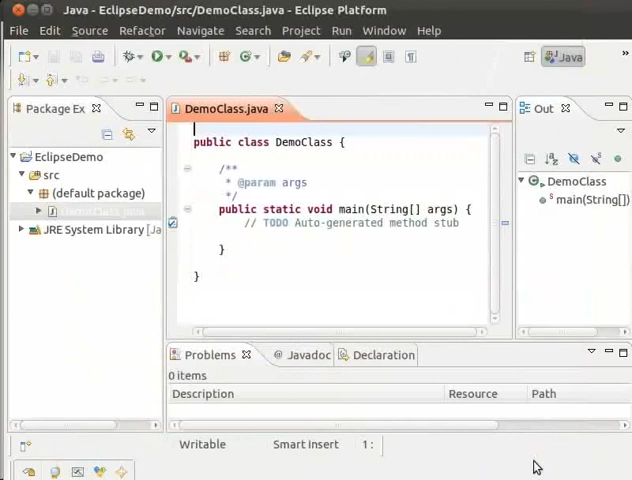 Java - EclipseDemo/src/DemoClass.java - Eclipse Platform
File Edit Source Refactor Navigate Search Project Run Window Help
Java
Package Ex
DemoClass.java
Out
EclipseDemo
src
(default package)
DemoClass.java
JRE System Library [Ja
public class DemoClass {
/**
* @param args
*/
public static void main(String[] args) {
// TODO Auto-generated method stub
}
}
DemoClass
main(String[])
Problems @ Javadoc Declaration
0 items
Description Resource Path
Writable Smart Insert 1 :